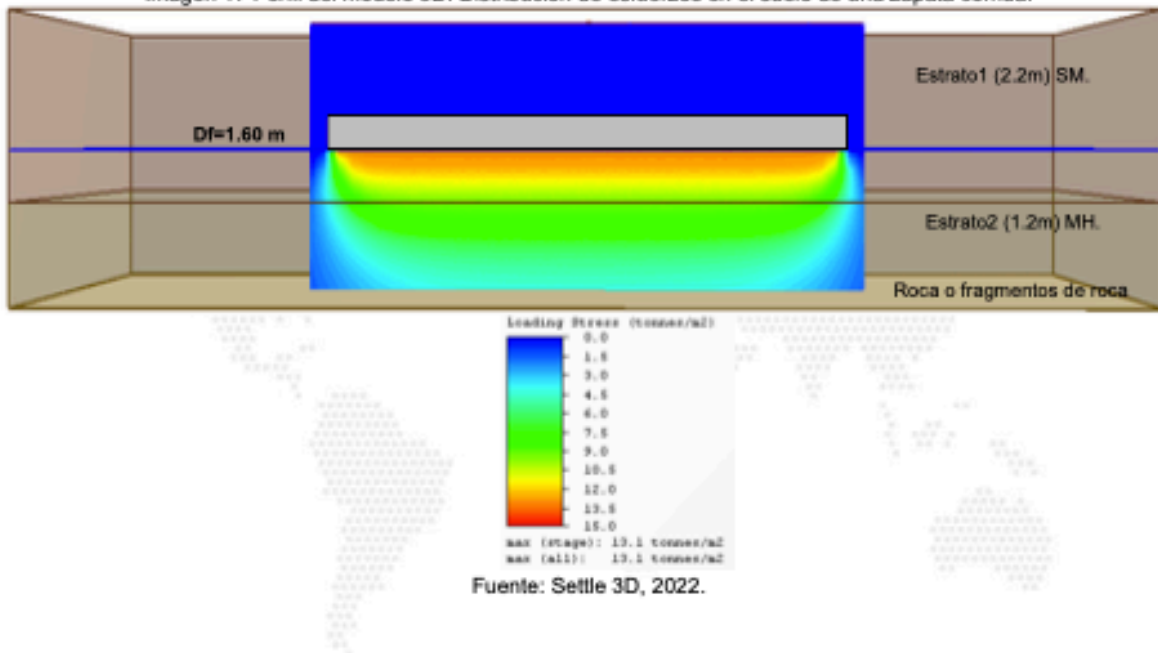 Estrato1 (2.2m) SM.
Df=1.60 m
Estrato2 (1.2m) MH.
Roca o fragmentos de roca
Loading Stress (tonnes/m2)
0.0
1.5
3.0
4.5
6.0
7.5
9.0
10.5
12.0
13.5
15.0
max (stage): 13.1 tonnes/m2
max (all): 13.1 tonnes/m2
Fuente: Settle 3D, 2022.